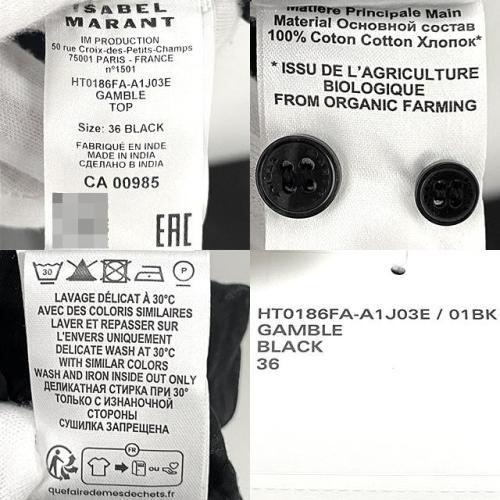 ISABEL
MARANT
IM PRODUCTION
50 rue Croix-des-Petits-Champs
75001 PARIS - FRANCE
n°1501
HT0186FA-A1J03E
GAMBLE
TOP
Size: 36 BLACK
FABRIQUÉ EN INDE
MADE IN INDIA
СДЕЛАНО В INDIA
CA 00985
EAC
Matière Principale Main
Material Основной состав
100% Coton Cotton Хлопок*
* ISSU DE L'AGRICULTURE
BIOLOGIQUE
FROM ORGANIC FARMING
30
P
LAVAGE DÉLICAT À 30°C
AVEC DES COLORIS SIMILAIRES
LAVER ET REPASSER SUR
L'ENVERS UNIQUEMENT
DELICATE WASH AT 30°C
WITH SIMILAR COLORS
WASH AND IRON INSIDE OUT ONLY
ДЕЛИКАТНАЯ СТИРКА ПРИ 30°
ТОЛЬКО С ИЗНАНОЧНОЙ
СТОРОНЫ
СУШИЛКА ЗАПРЕЩЕНА
FR
OU
quefairedemesdechets.fr
HT0186FA-A1J03E / 01BK
GAMBLE
BLACK
36